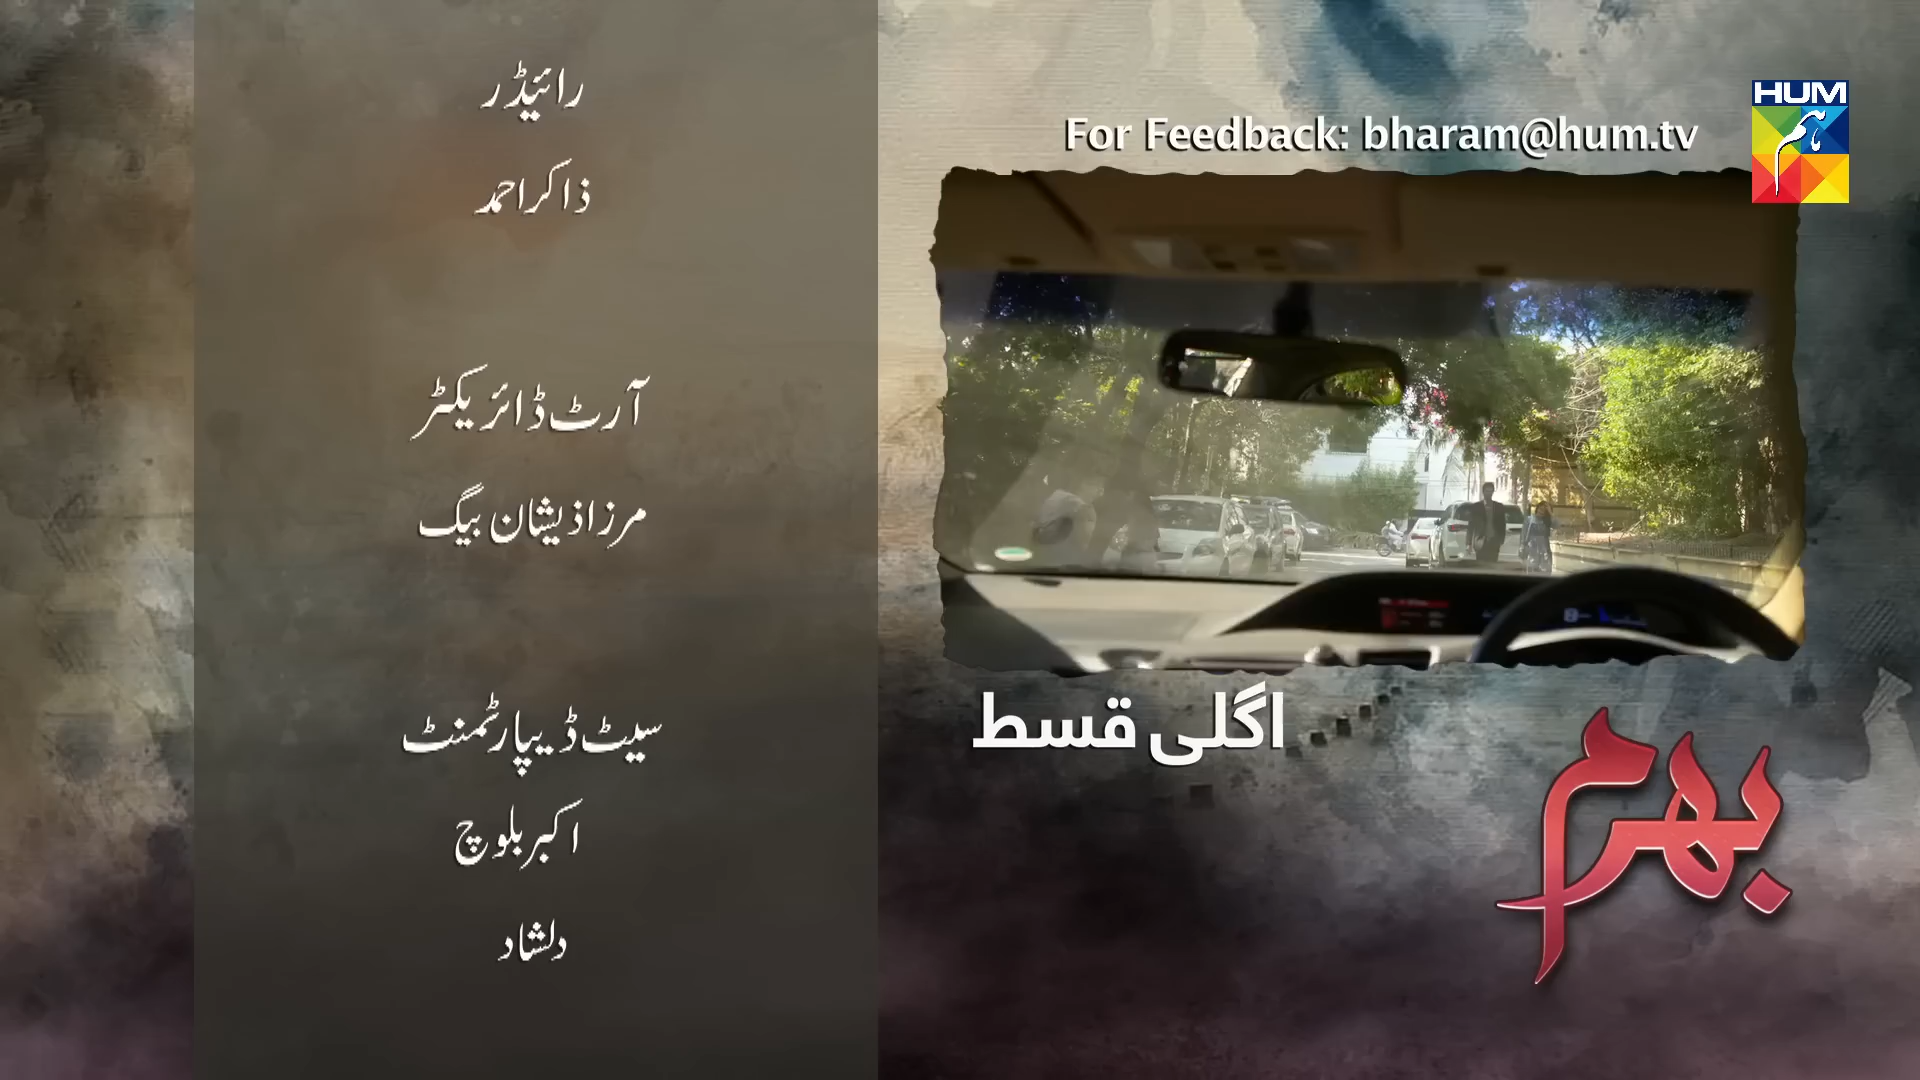 رائیڈر
ذاکر احمد
آرٹ ڈائریکٹر
مرزا ذیشان بیگ
سیٹ ڈیپارٹمنٹ
اکبر بلوچ
دلشاد
HUM
ہم
For Feedback: bharam@hum.tv
اگلی قسط
بھرم